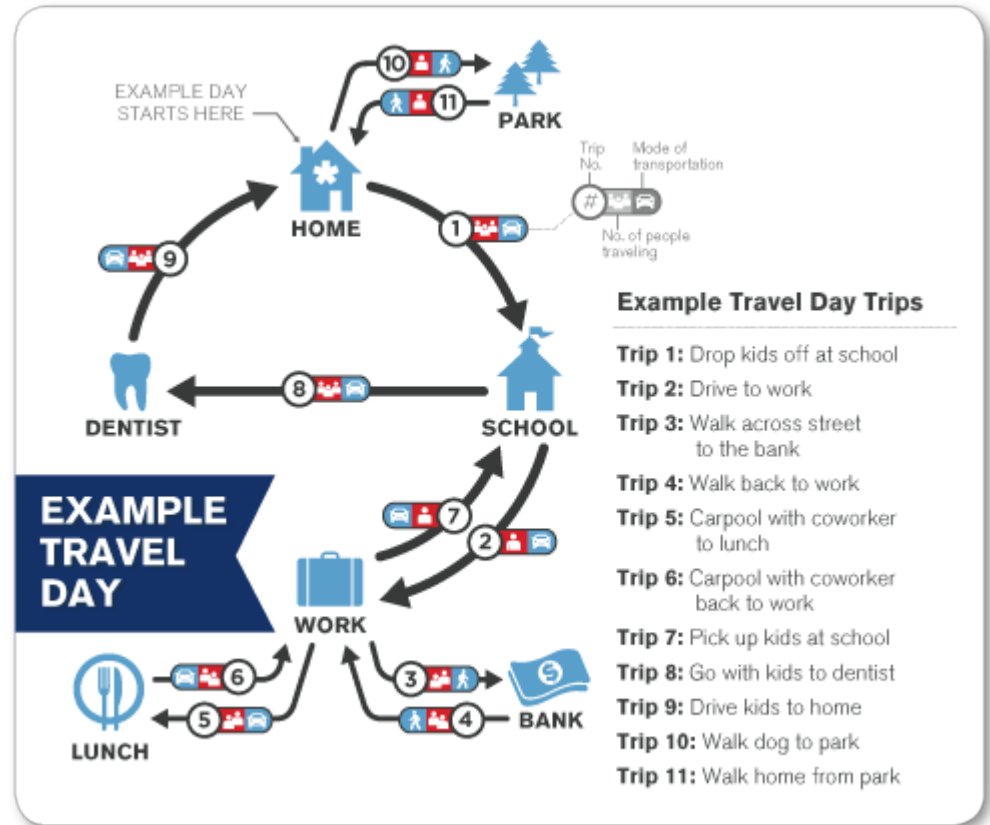 EXAMPLE DAY
STARTS HERE
10
11
PARK
HOME
Trip
No.
Mode of
transportation
#
No. of people
traveling
1
9
Example Travel Day Trips
Trip 1: Drop kids off at school
Trip 2: Drive to work
Trip 3: Walk across street
to the bank
Trip 4: Walk back to work
Trip 5: Carpool with coworker
to lunch
Trip 6: Carpool with coworker
back to work
Trip 7: Pick up kids at school
Trip 8: Go with kids to dentist
Trip 9: Drive kids to home
Trip 10: Walk dog to park
Trip 11: Walk home from park
8
DENTIST
SCHOOL
EXAMPLE
TRAVEL
DAY
7
2
WORK
6
5
LUNCH
3
4
$
BANK